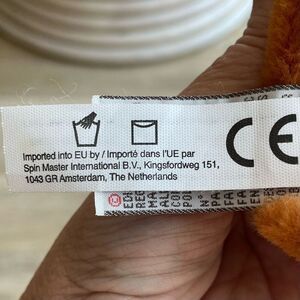 Imported into EU by / Importé dans l'UE par
Spin Master International B.V., Kingsfordweg 151,
1043 GR Amsterdam, The Netherlands
CE